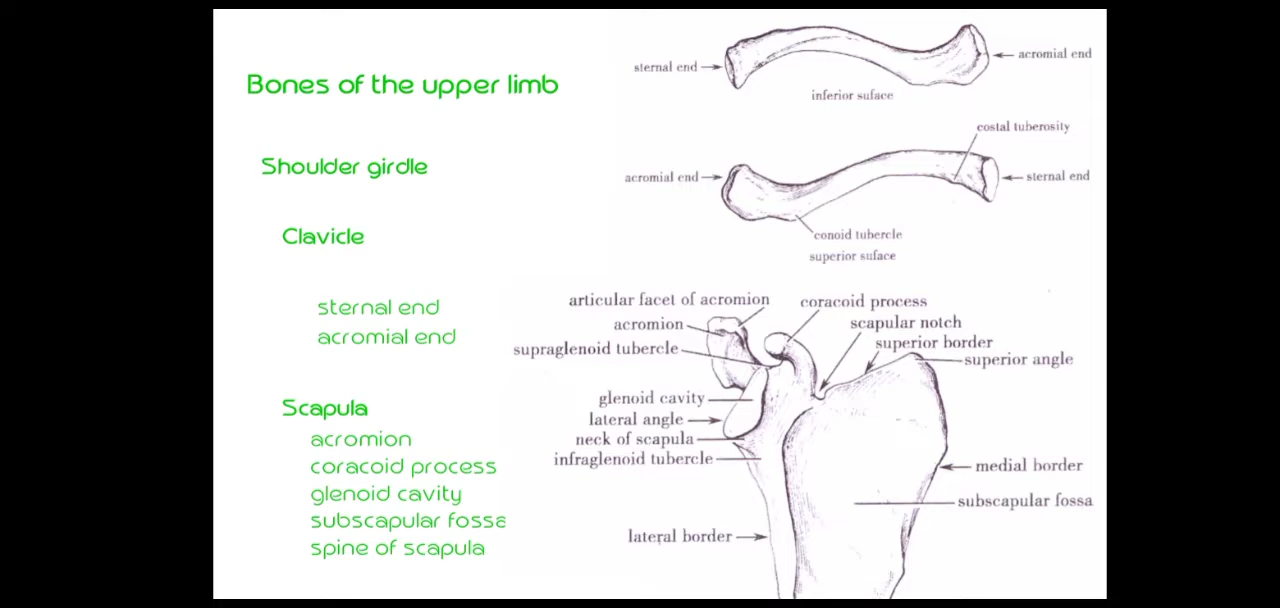 Bones of the upper limb
Shoulder girdle
Clavicle
sternal end
acromial end
Scapula
acromion
coracoid process
glenoid cavity
subscapular fossa
spine of scapula
sternal end
acromial end
inferior suface
costal tuberosity
acromial end
sternal end
conoid tubercle
superior suface
articular facet of acromion
coracoid process
acromion
scapular notch
supraglenoid tubercle
superior border
superior angle
glenoid cavity
lateral angle
neck of scapula
infraglenoid tubercle
medial border
subscapular fossa
lateral border